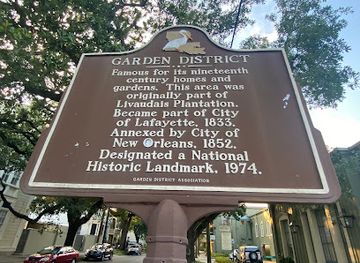 GARDEN DISTRICT
Famous for its nineteenth
century homes and
gardens. This area was
originally part of
Livaudais Plantation.
Became part of City
of Lafayette, 1833.
Annexed by City of
New Orleans, 1852.
Designated a National
Historic Landmark, 1974.
GARDEN DISTRICT ASSOCIATION